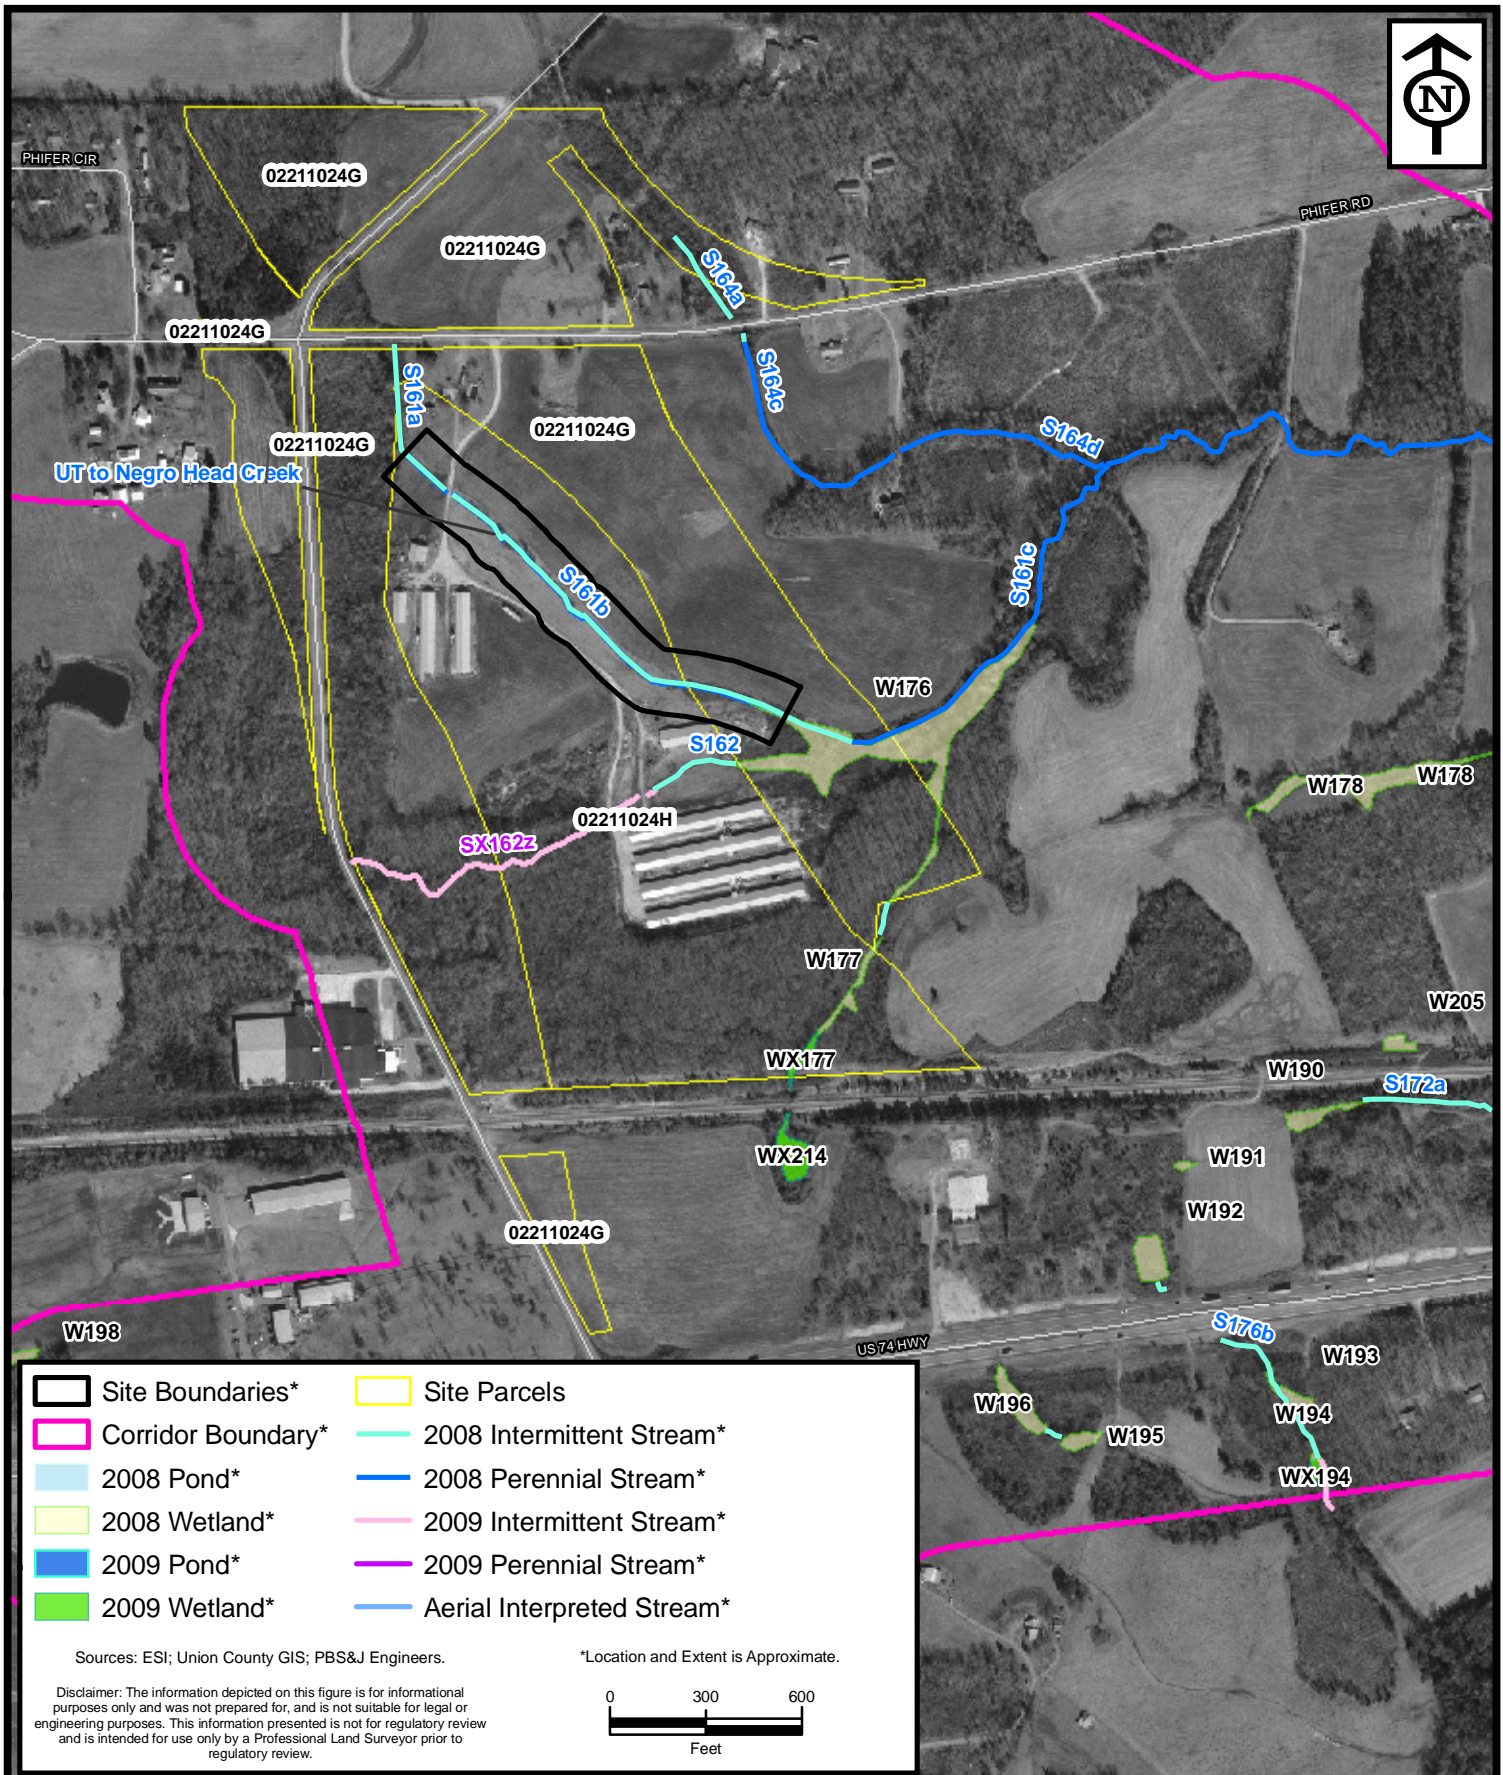 N
PHIFER CIR
02211024G
PHIFER RD
02211024G
S164a
02211024G
S164c
S161a
02211024G
02211024G
S164d
UT to Negro Head Creek
S161b
S161c
W176
S162
W178
W178
02211024H
SX162z
W177
W205
WX177
W190
S172a
WX214
W191
W192
02211024G
W198
US 74 HWY
S176b
W193
W196
W194
W195
WX194
Site Boundaries*
Site Parcels
Corridor Boundary*
2008 Intermittent Stream*
2008 Pond*
2008 Perennial Stream*
2008 Wetland*
2009 Intermittent Stream*
2009 Pond*
2009 Perennial Stream*
2009 Wetland*
Aerial Interpreted Stream*
Sources: ESI; Union County GIS; PBS&J Engineers.
*Location and Extent is Approximate.
Disclaimer: The information depicted on this figure is for informational
purposes only and was not prepared for, and is not suitable for legal or
engineering purposes. This information presented is not for regulatory review
and is intended for use only by a Professional Land Surveyor prior to
regulatory review.
0 300 600
Feet